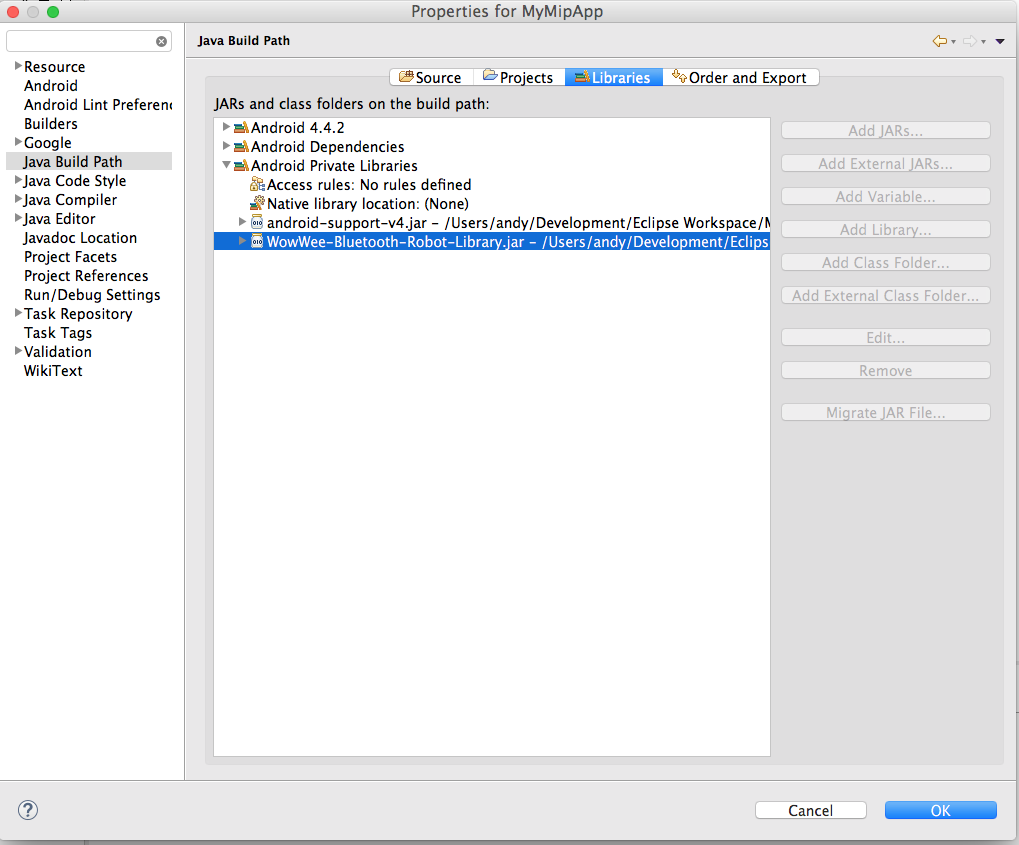 Properties for MyMipApp
Java Build Path
Resource
Android
Android Lint Preferen
Builders
Google
Java Build Path
Java Code Style
Java Compiler
Java Editor
Javadoc Location
Project Facets
Project References
Run/Debug Settings
Task Repository
Task Tags
Validation
WikiText
Source Projects Libraries Order and Export
JARs and class folders on the build path:
Android 4.4.2
Android Dependencies
Android Private Libraries
Access rules: No rules defined
Native library location: (None)
android-support-v4.jar – /Users/andy/Development/Eclipse Workspace/M
WowWee-Bluetooth-Robot-Library.jar – /Users/andy/Development/Eclips
Add JARs...
Add External JARs...
Add Variable...
Add Library...
Add Class Folder...
Add External Class Folder...
Edit...
Remove
Migrate JAR File...
?
Cancel OK